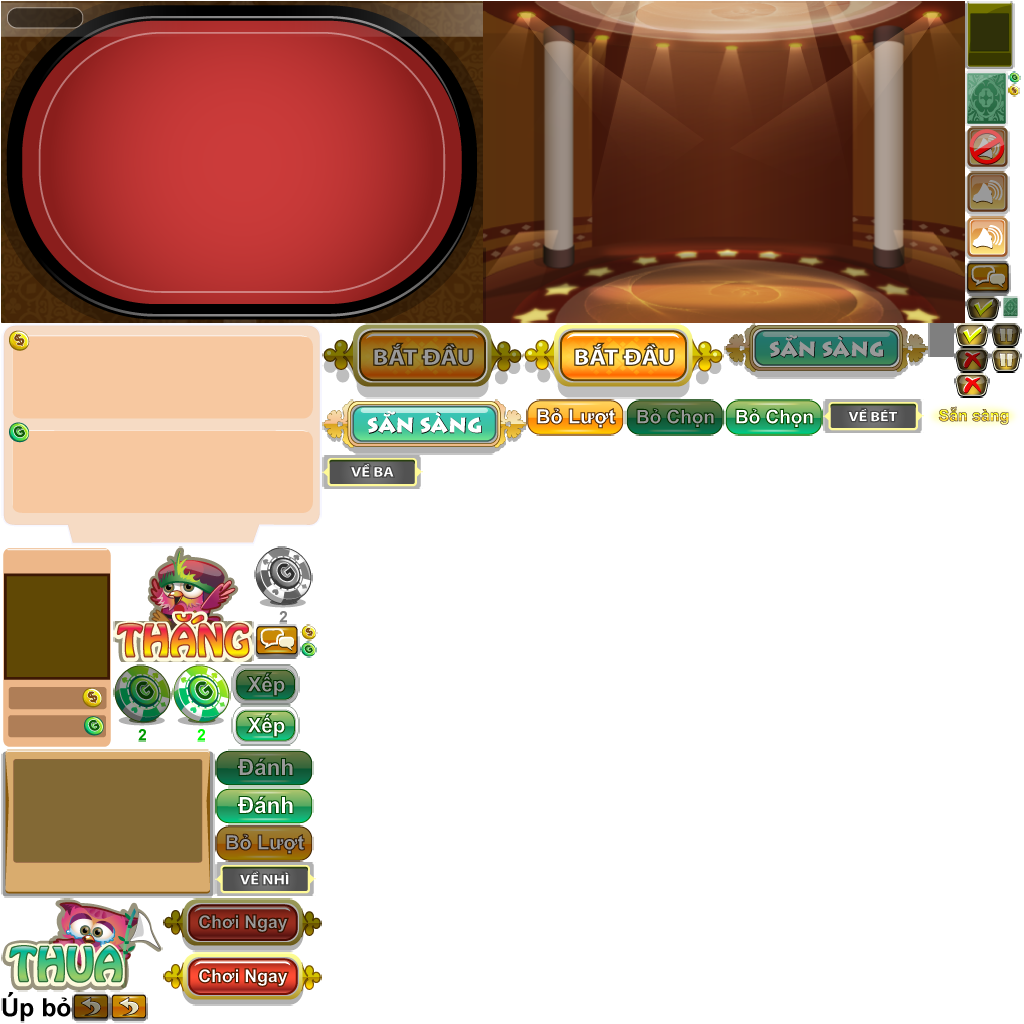 BẮT ĐẦU
BẮT ĐẦU
SẴN SÀNG
SẴN SÀNG
Bỏ Lượt
Bỏ Chọn
Bỏ Chọn
VỀ BÉT
Sẵn sàng
VỀ BA
THẮNG
2
2
2
Xếp
Xếp
Đánh
Đánh
Bỏ Lượt
VỀ NHÌ
THUA
Chơi Ngay
Chơi Ngay
Úp bỏ